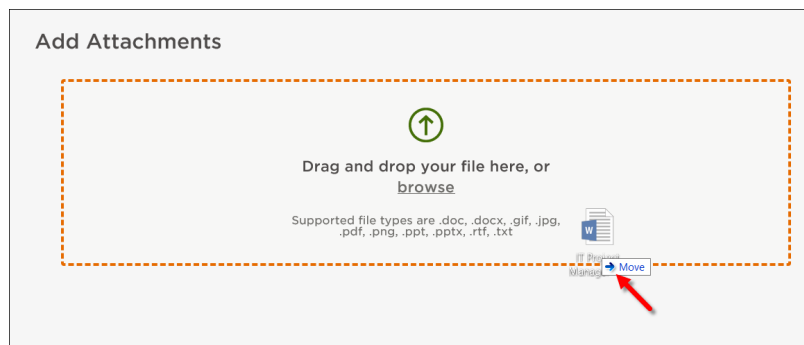 Add Attachments
Drag and drop your file here, or
browse
Supported file types are .doc, .docx, .gif, .jpg,
.pdf, .png, .ppt, .pptx, .rtf, .txt
W
IT
Move